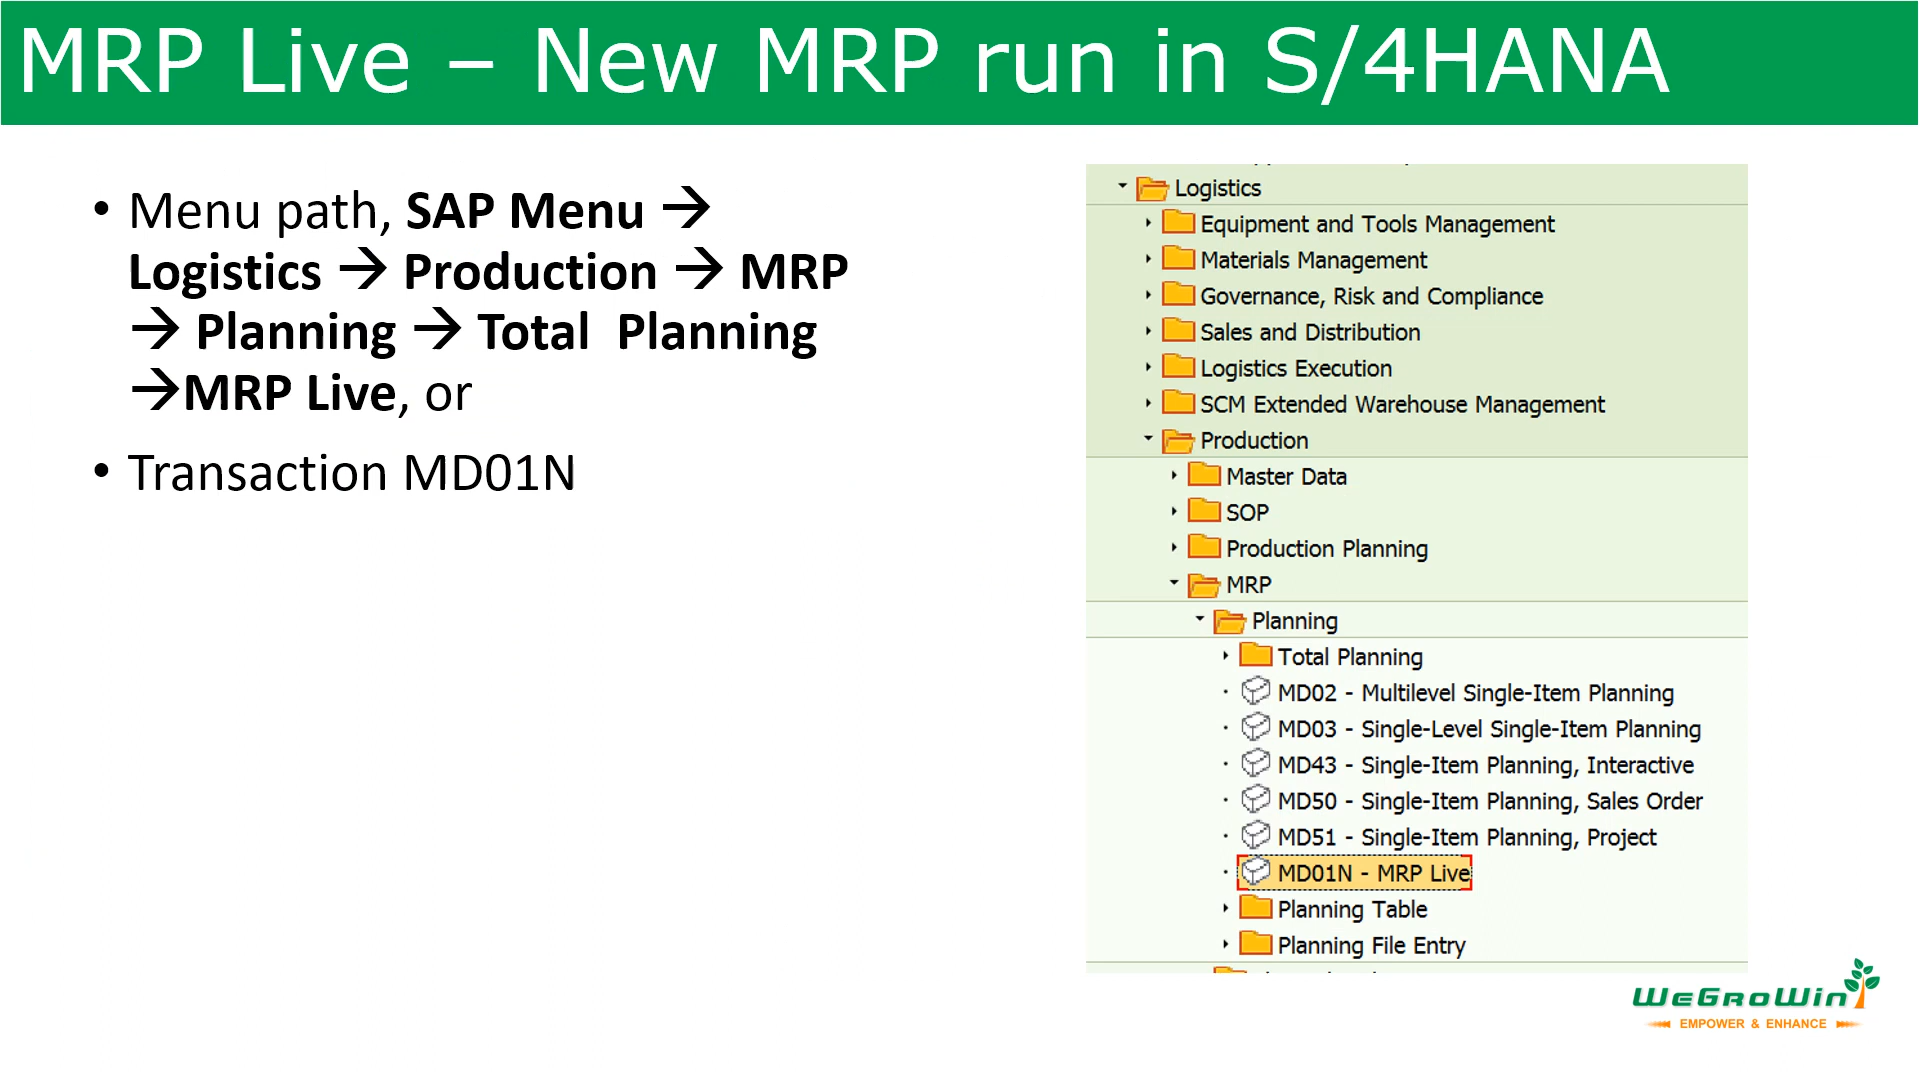 MRP Live – New MRP run in S/4HANA
• Menu path, SAP Menu →
Logistics → Production → MRP
→ Planning → Total  Planning
→MRP Live, or
• Transaction MD01N
Logistics
Equipment and Tools Management
Materials Management
Governance, Risk and Compliance
Sales and Distribution
Logistics Execution
SCM Extended Warehouse Management
Production
Master Data
SOP
Production Planning
MRP
Planning
Total Planning
MD02 - Multilevel Single-Item Planning
MD03 - Single-Level Single-Item Planning
MD43 - Single-Item Planning, Interactive
MD50 - Single-Item Planning, Sales Order
MD51 - Single-Item Planning, Project
MD01N - MRP Live
Planning Table
Planning File Entry
WeGroWin
EMPOWER & ENHANCE